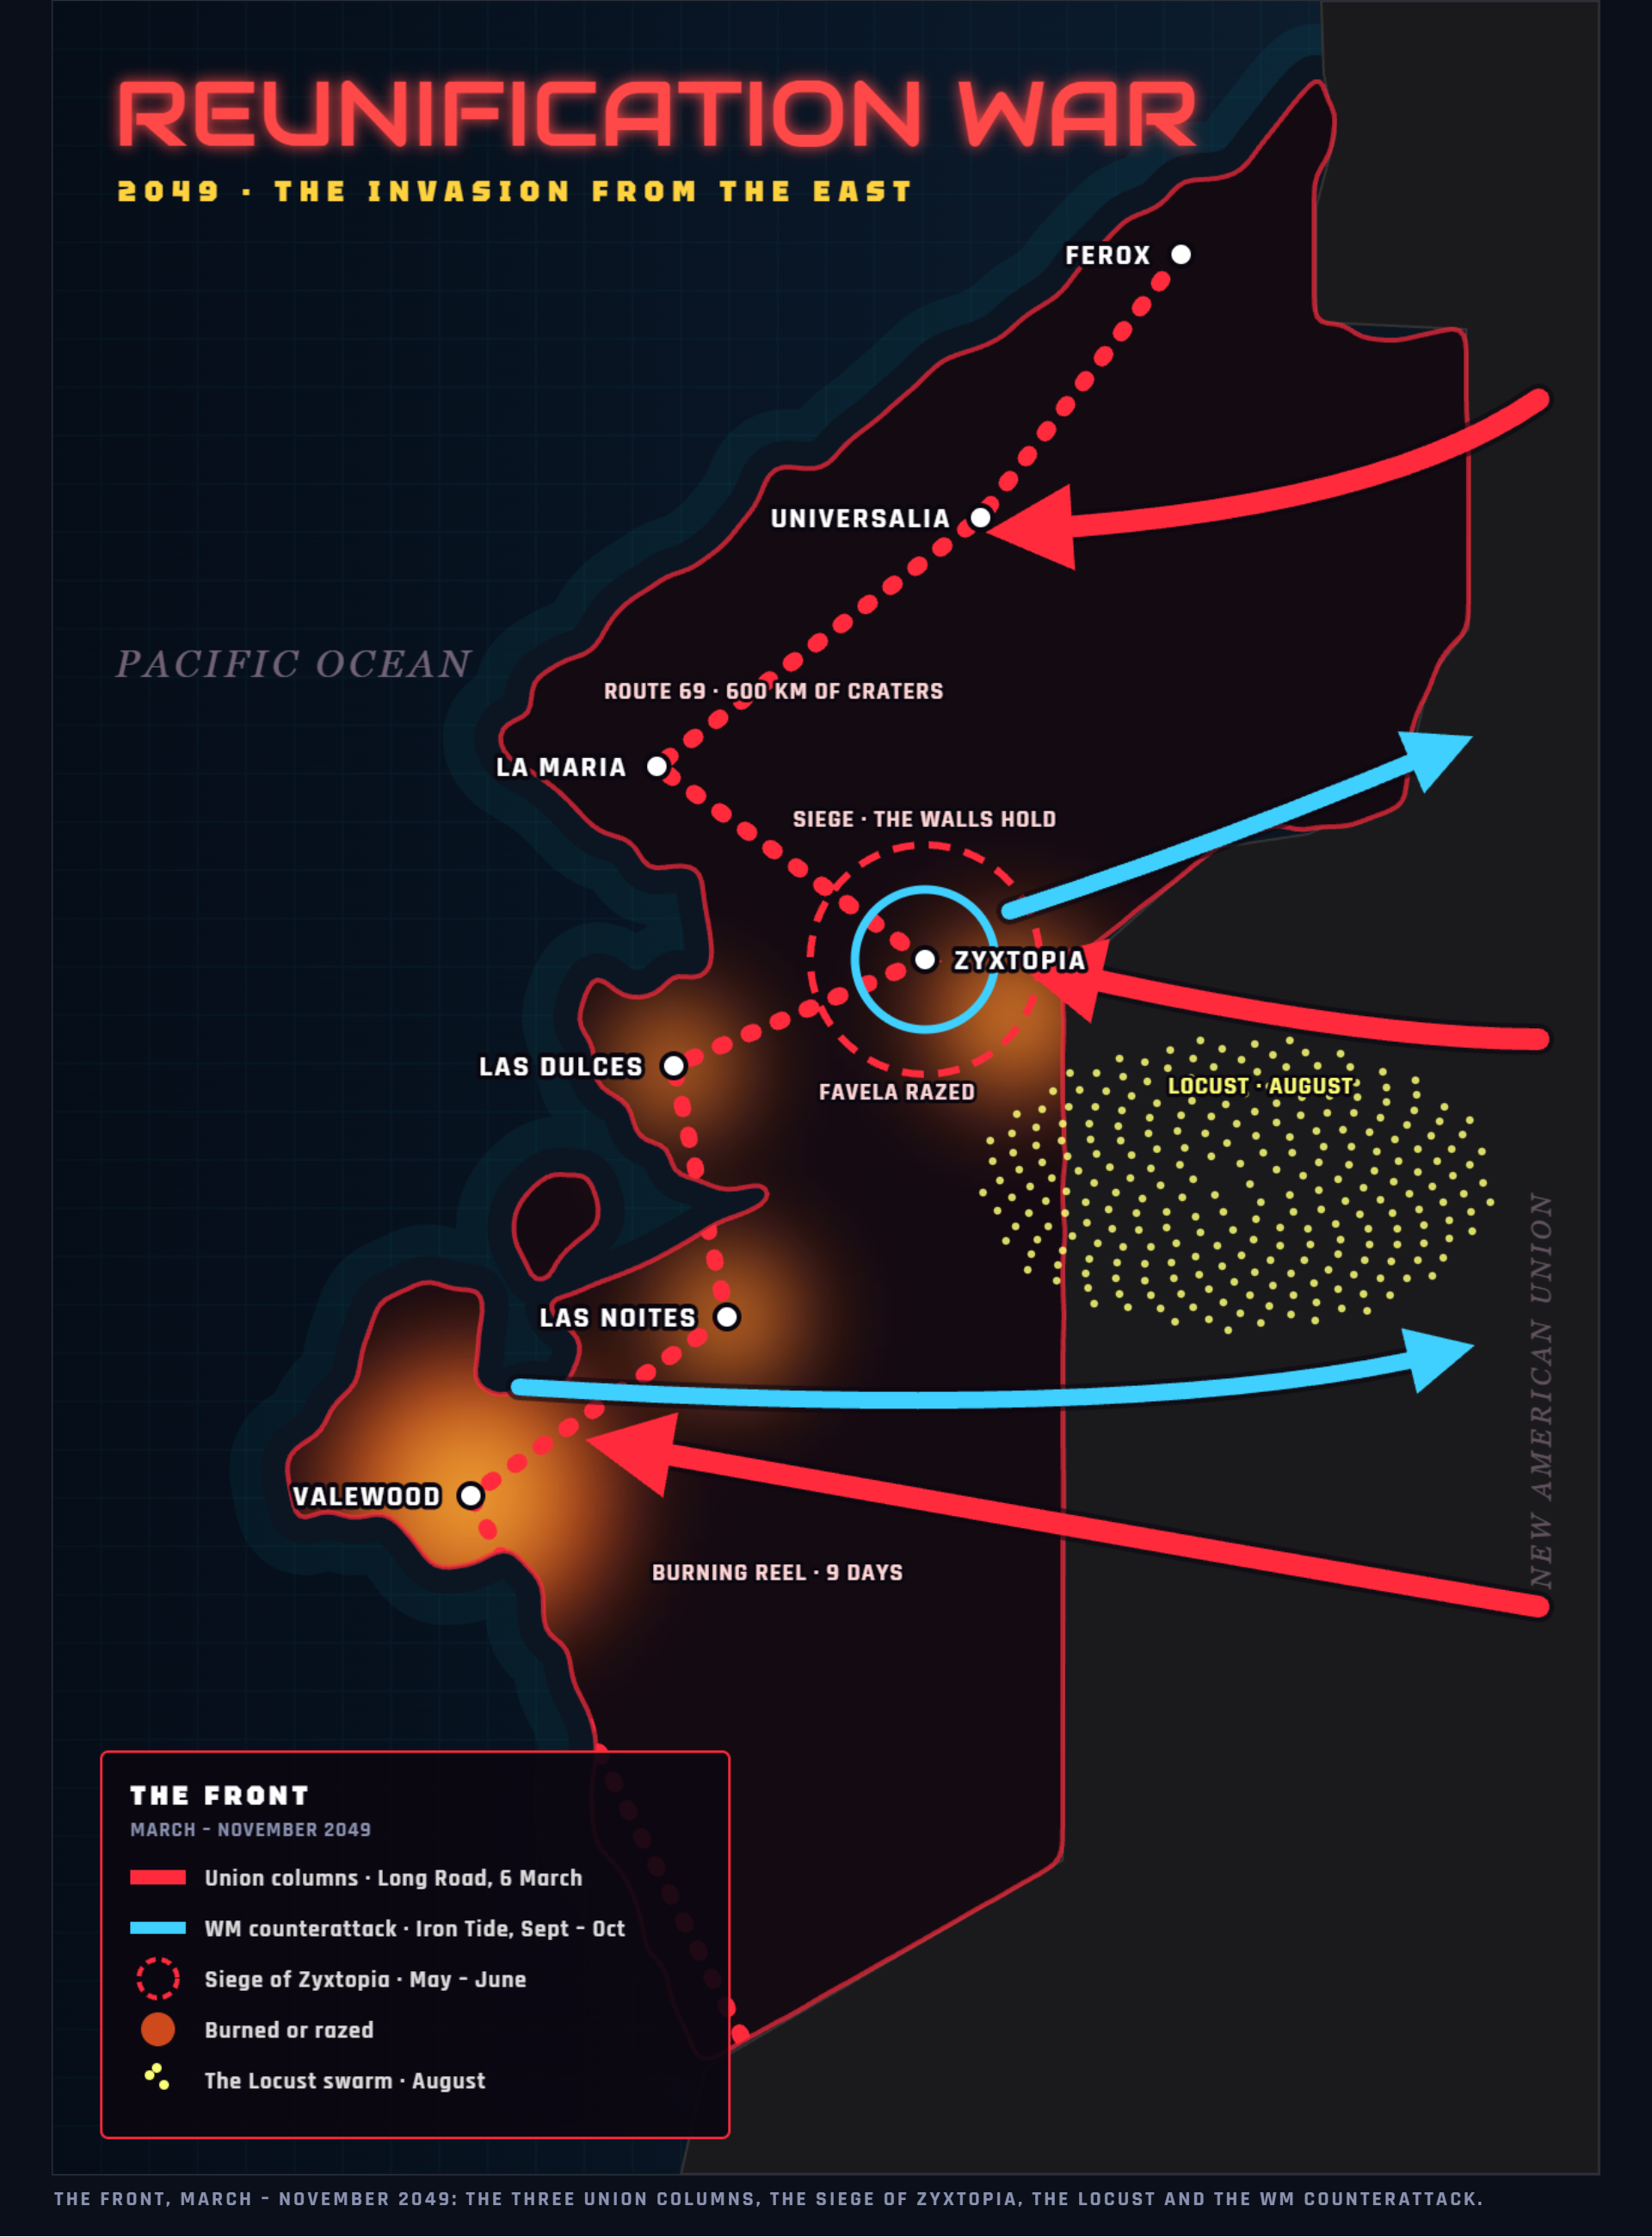 REUNIFICATION WAR
2049 · THE INVASION FROM THE EAST
FEROX
UNIVERSALIA
PACIFIC OCEAN
ROUTE 69 · 600 KM OF CRATERS
LA MARIA
SIEGE · THE WALLS HOLD
ZYXTOPIA
LAS DULCES
FAVELA RAZED
LOCUST · AUGUST
NEW AMERICAN UNION
LAS NOITES
VALEWOOD
BURNING REEL · 9 DAYS
THE FRONT
MARCH – NOVEMBER 2049
Union columns · Long Road, 6 March
WM counterattack · Iron Tide, Sept – Oct
Siege of Zyxtopia · May – June
Burned or razed
The Locust swarm · August
THE FRONT, MARCH – NOVEMBER 2049: THE THREE UNION COLUMNS, THE SIEGE OF ZYXTOPIA, THE LOCUST AND THE WM COUNTERATTACK.